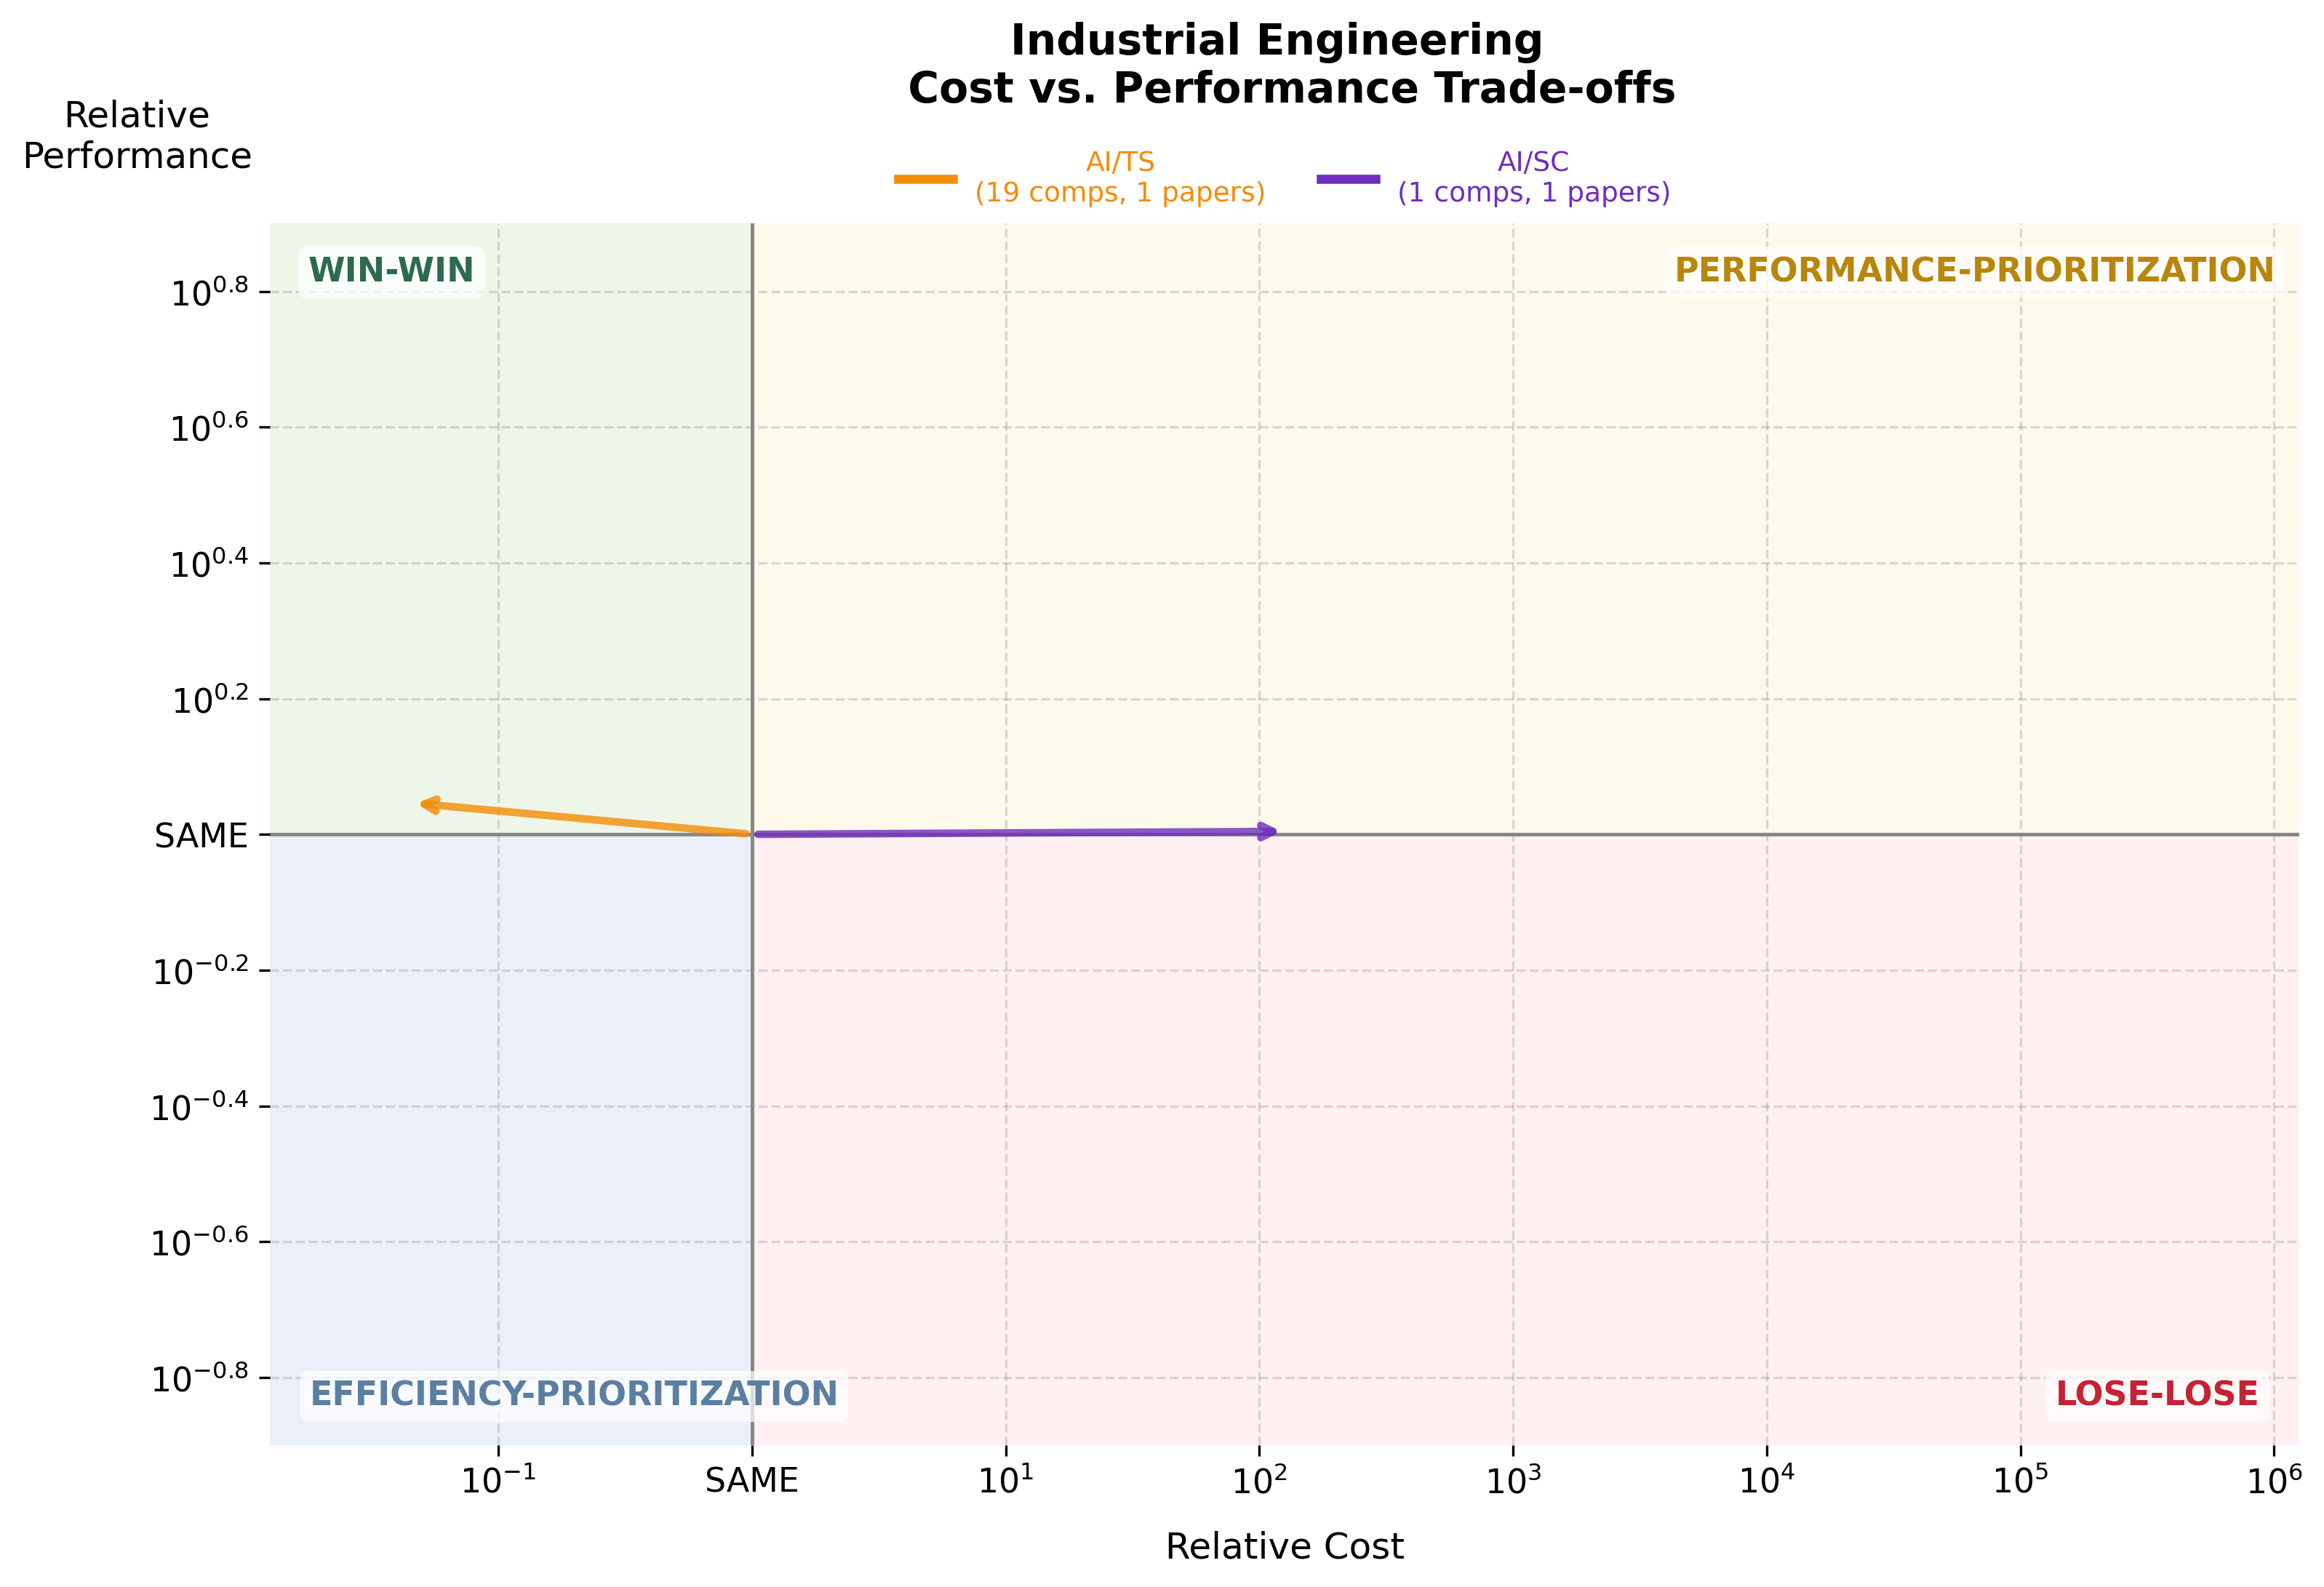 Industrial Engineering
Cost vs. Performance Trade-offs
Relative
Performance
AI/TS
(19 comps, 1 papers)
AI/SC
(1 comps, 1 papers)
WIN-WIN
PERFORMANCE-PRIORITIZATION
10^0.8
10^0.6
10^0.4
10^0.2
SAME
10^−0.2
10^−0.4
10^−0.6
10^−0.8
EFFICIENCY-PRIORITIZATION
LOSE-LOSE
10^−1
SAME
10^1
10^2
10^3
10^4
10^5
10^6
Relative Cost